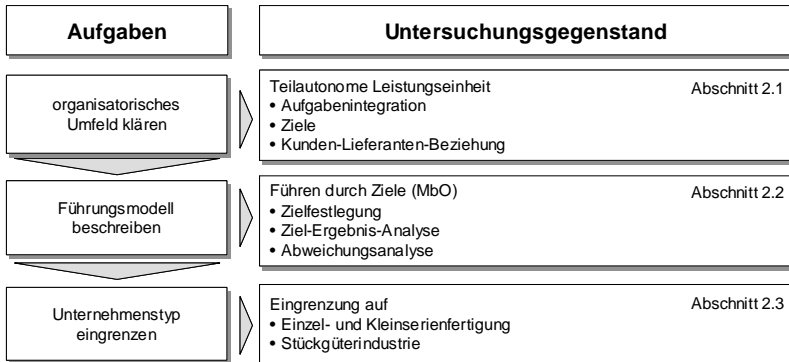 Aufgaben
Untersuchungsgegenstand
organisatorisches
Umfeld klären
Teilautonome Leistungseinheit
Abschnitt 2.1
• Aufgabenintegration
• Ziele
• Kunden-Lieferanten-Beziehung
Führungsmodell
beschreiben
Führen durch Ziele (MbO)
Abschnitt 2.2
• Zielfestlegung
• Ziel-Ergebnis-Analyse
• Abweichungsanalyse
Unternehmenstyp
eingrenzen
Eingrenzung auf
Abschnitt 2.3
• Einzel- und Kleinserienfertigung
• Stückgüterindustrie